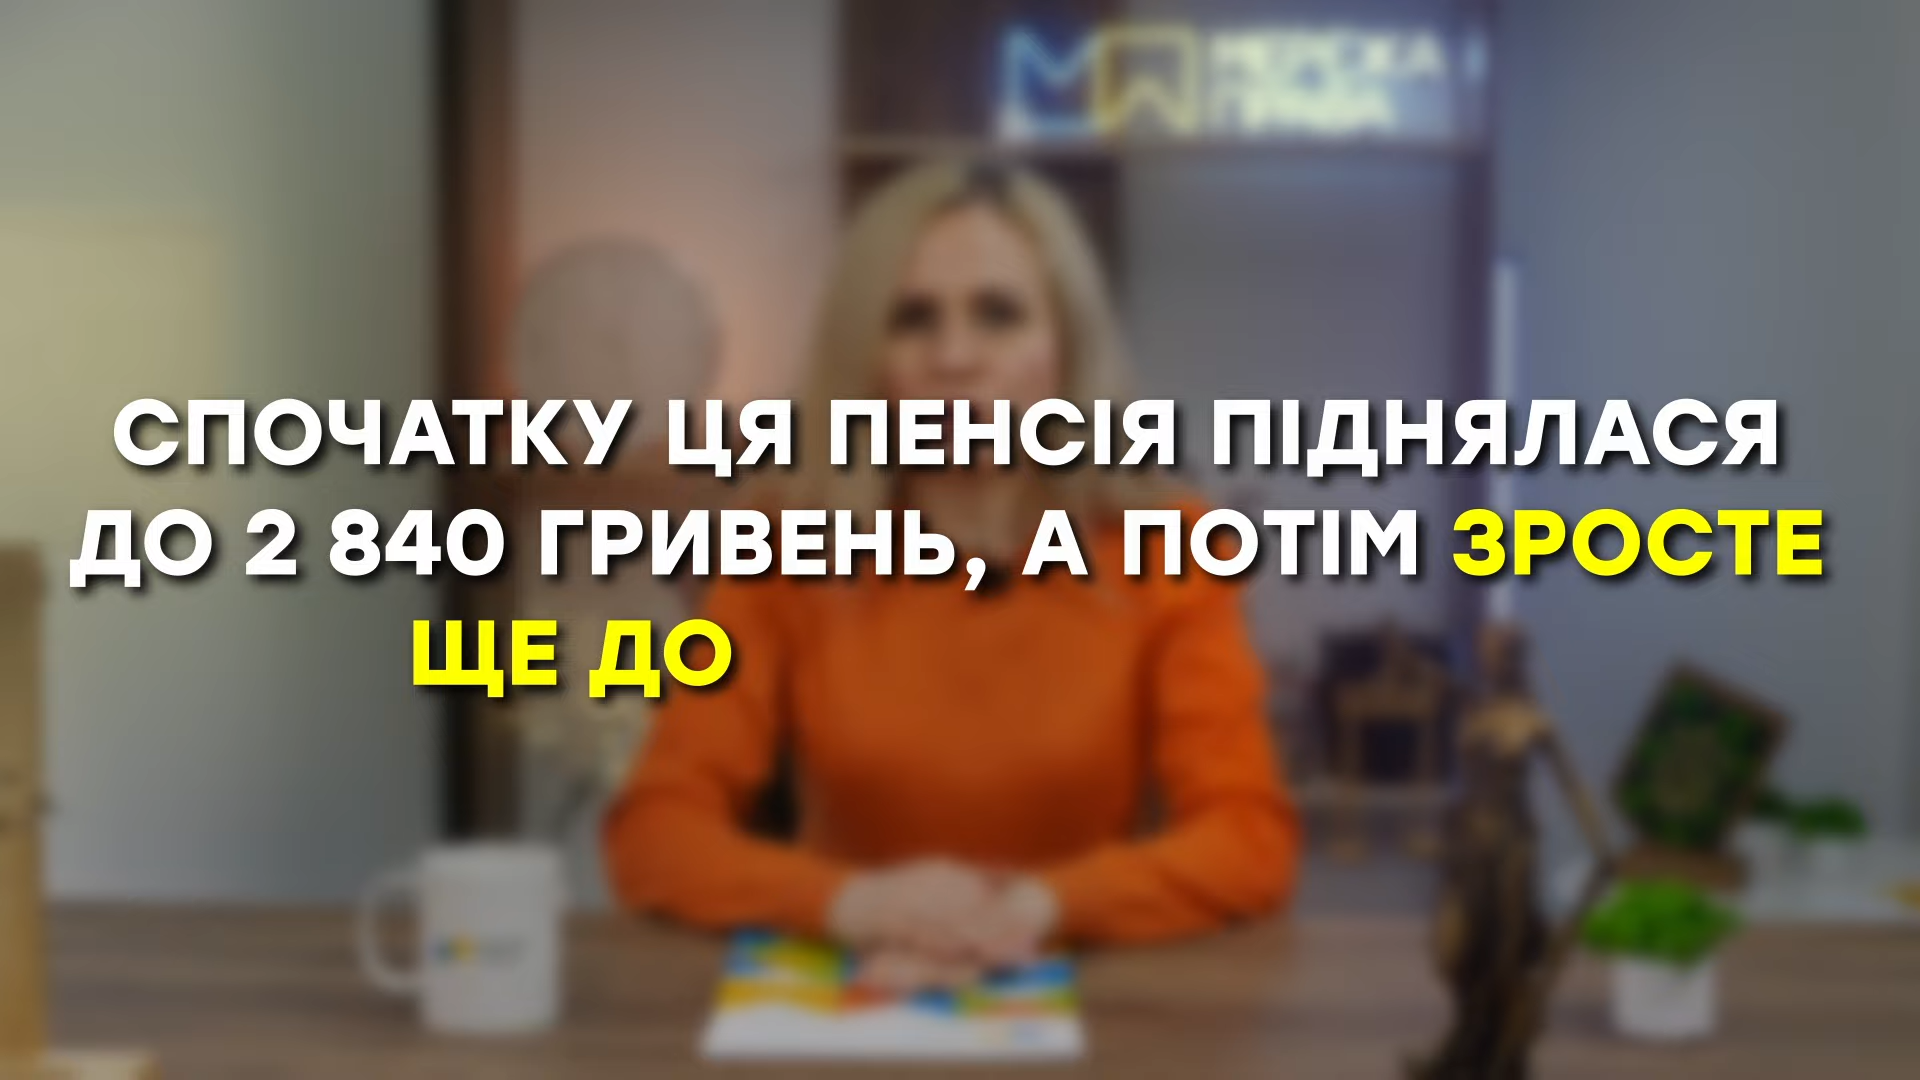 СПОЧАТКУ ЦЯ ПЕНСІЯ ПІДНЯЛАСЯ
ДО 2 840 ГРИВЕНЬ, А ПОТІМ ЗРОСТЕ
ЩЕ ДО